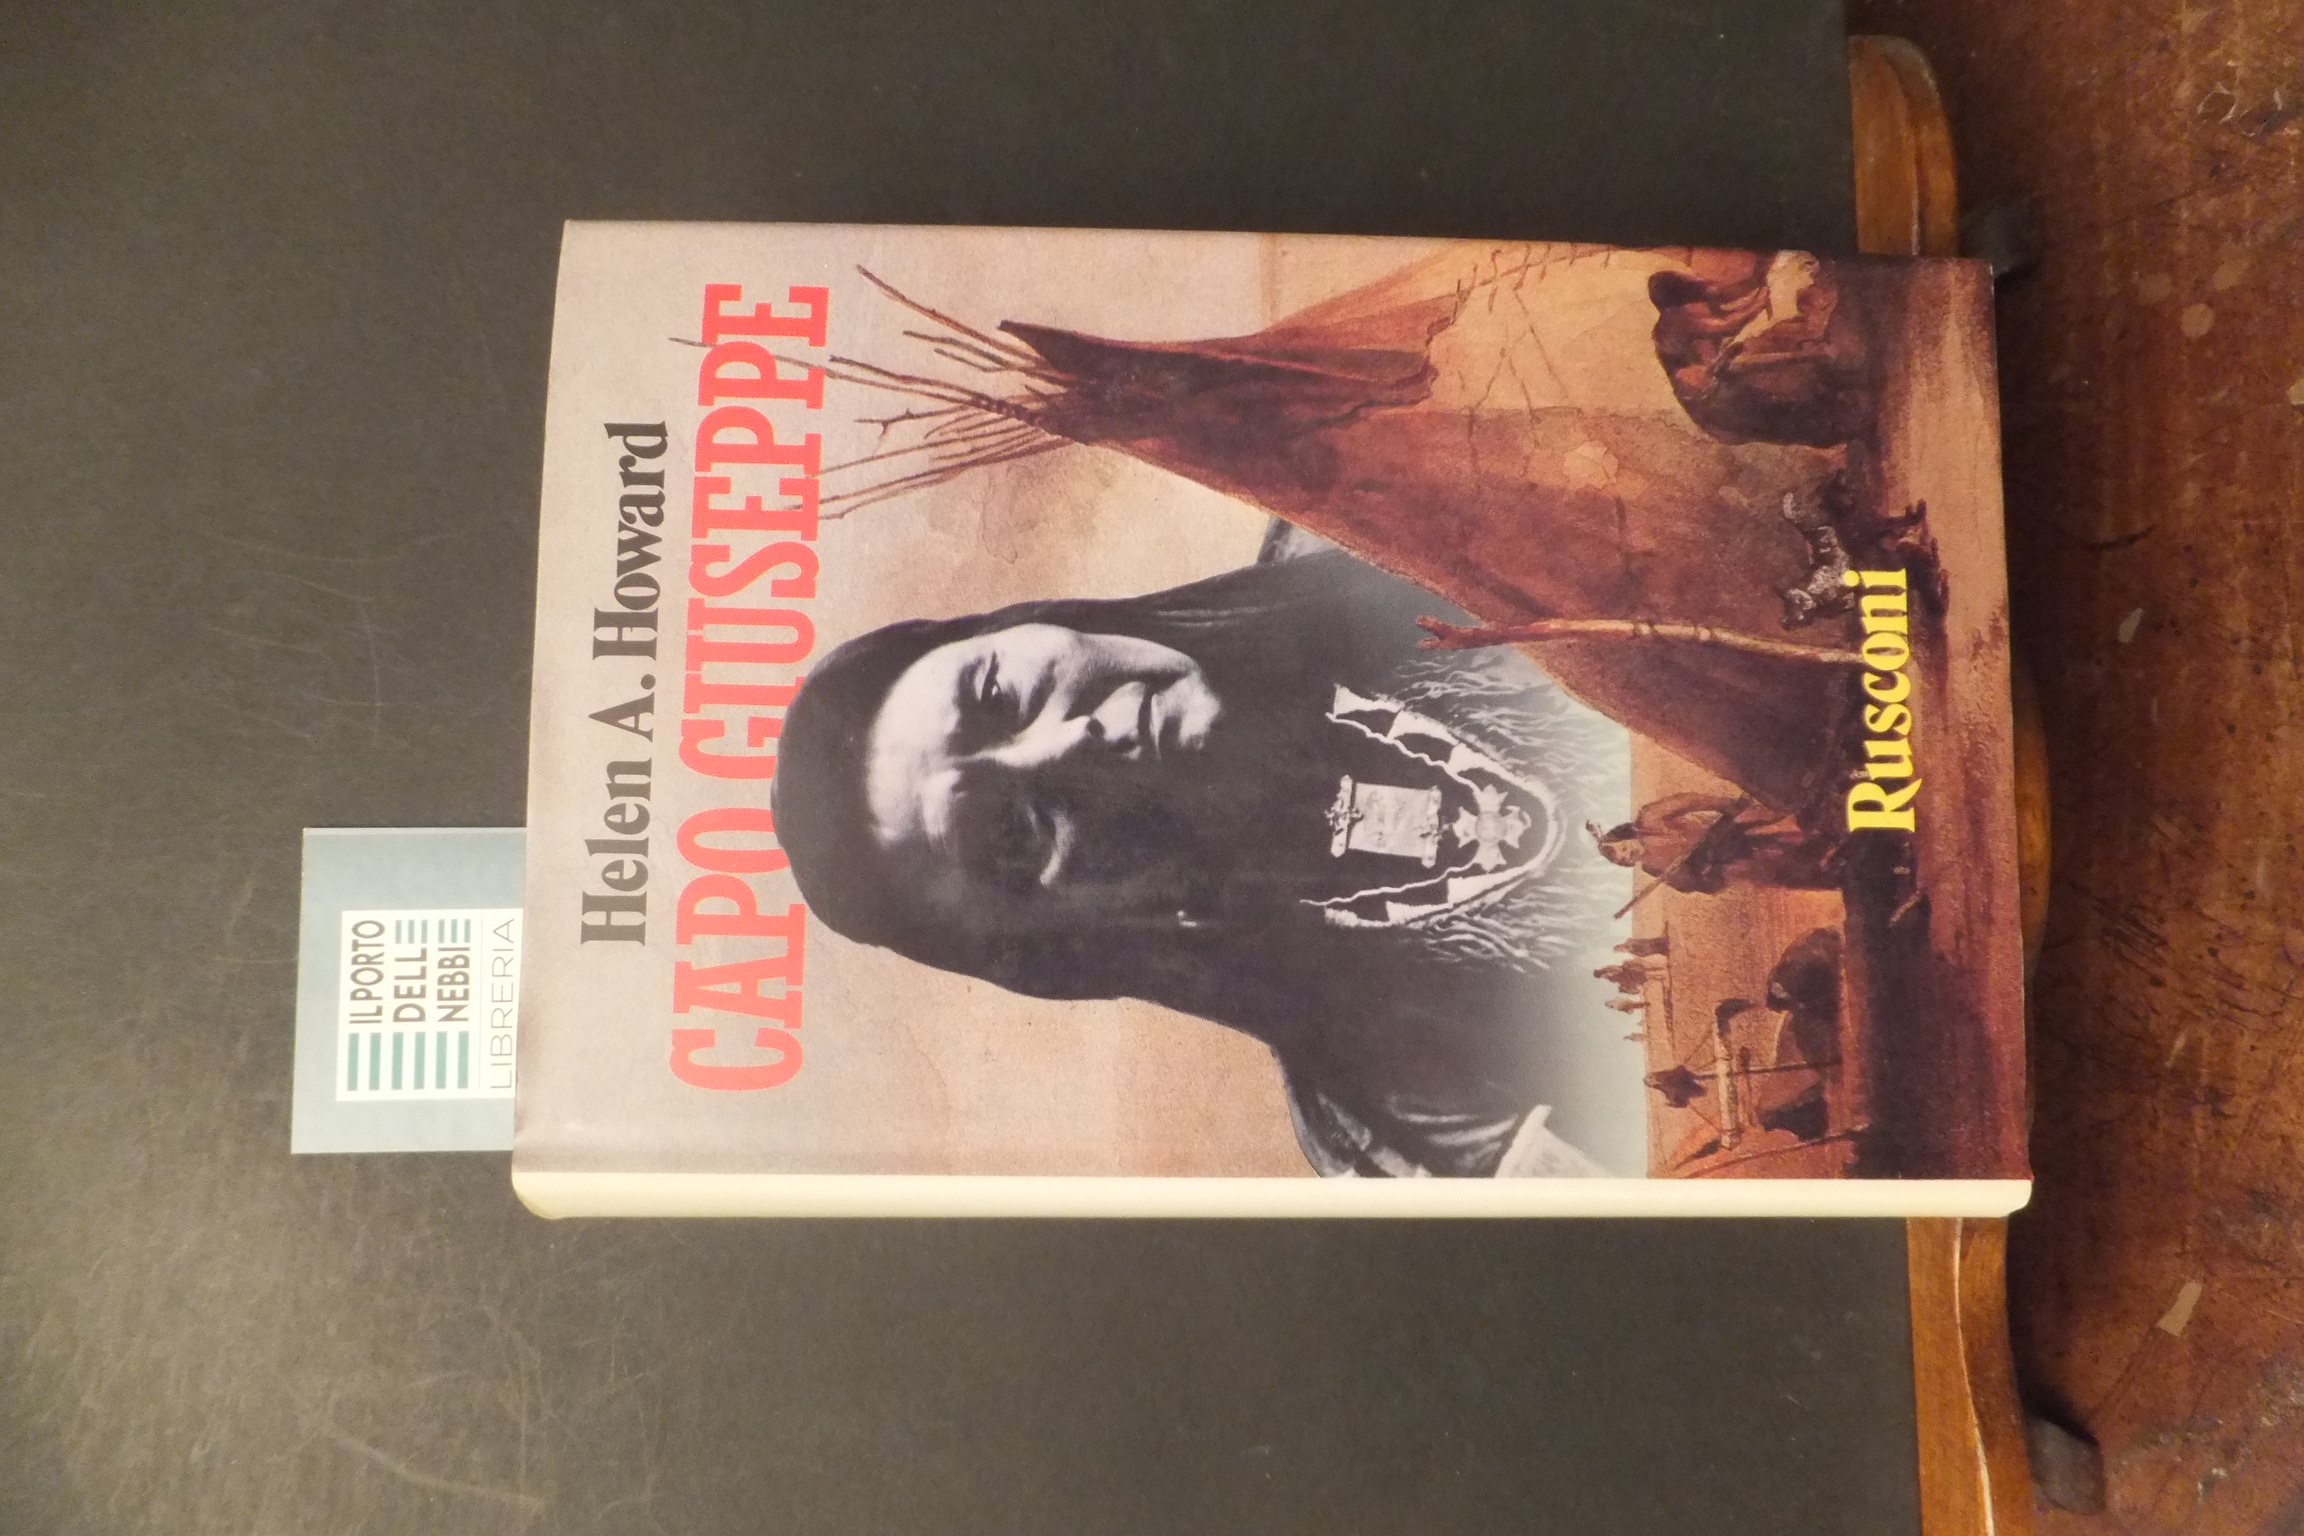 IL PORTO
DELLE
NEBBIE
LIBRERIA
Helen A. Howard
CAPO GIUSEPPE
Rusconi